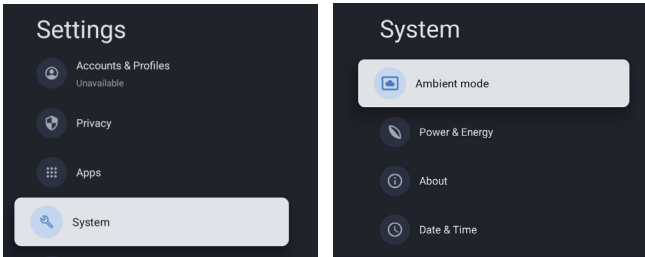 Settings
Accounts & Profiles
Unavailable
Privacy
Apps
System
System
Ambient mode
Power & Energy
About
Date & Time